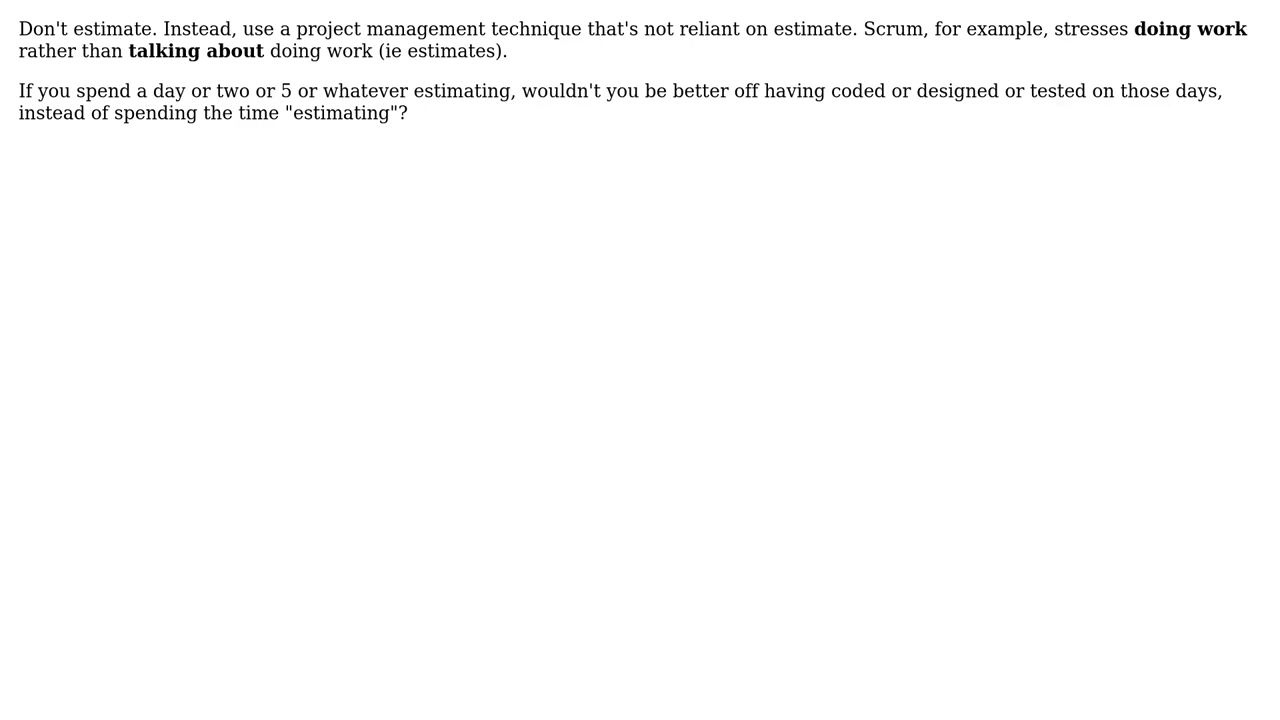 Don't estimate. Instead, use a project management technique that's not reliant on estimate. Scrum, for example, stresses doing work
rather than talking about doing work (ie estimates).
If you spend a day or two or 5 or whatever estimating, wouldn't you be better off having coded or designed or tested on those days,
instead of spending the time "estimating"?